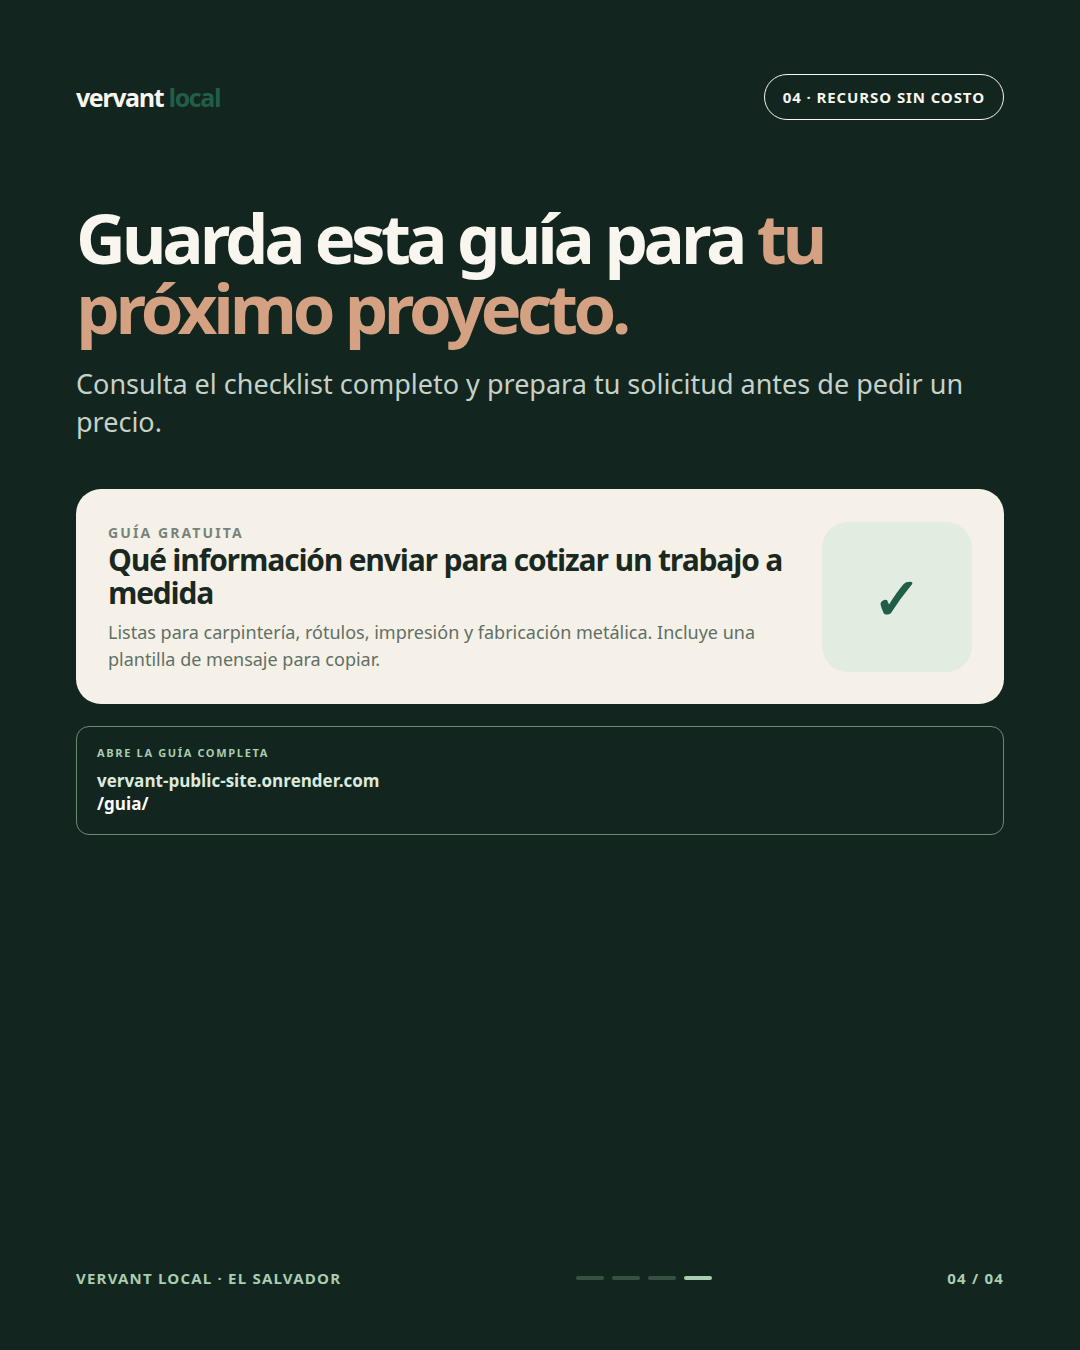 vervant local
04 · RECURSO SIN COSTO
Guarda esta guía para tu
próximo proyecto.
Consulta el checklist completo y prepara tu solicitud antes de pedir un
precio.
GUÍA GRATUITA
Qué información enviar para cotizar un trabajo a
medida
Listas para carpintería, rótulos, impresión y fabricación metálica. Incluye una
plantilla de mensaje para copiar.
✓
ABRE LA GUÍA COMPLETA
vervant-public-site.onrender.com
/guia/
VERVANT LOCAL · EL SALVADOR
04 / 04